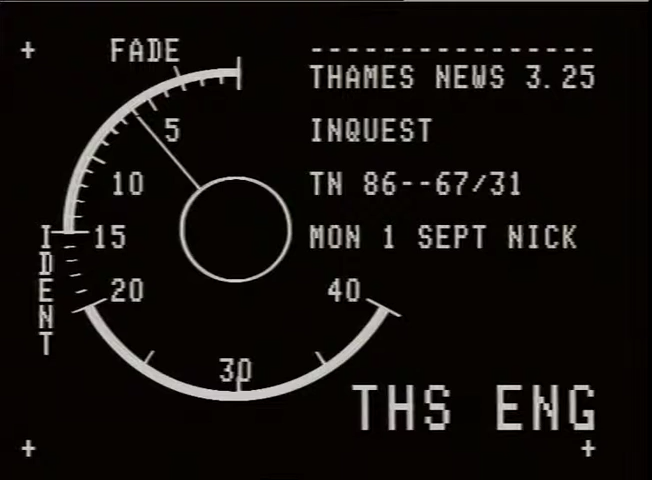 FADE
----------------
THAMES NEWS 3.25
5
INQUEST
10
TN 86--67/31
15
MON 1 SEPT NICK
IDENT
20
40
30
THS ENG